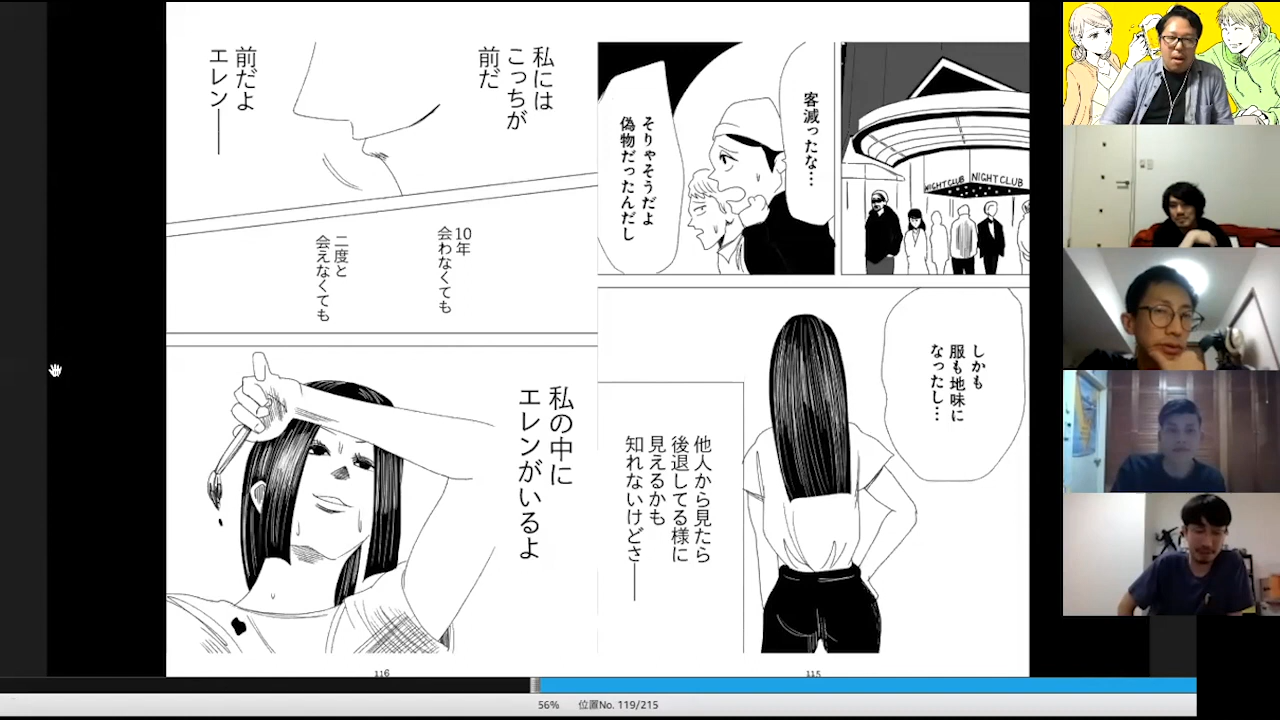 NIGHTCLUB NIGHT CLUB
客減ったな…
そりゃそうだよ
偽物だったんだし
しかも
服も地味に
なったし…
他人から見たら
後退してる様に
見えるかも
知れないけどさ――
115
私には
こっちが
前だ
前だよ
エレン――
10年
会わなくても
二度と
会えなくても
私の中に
エレンがいるよ
116
56% 位置No. 119/215